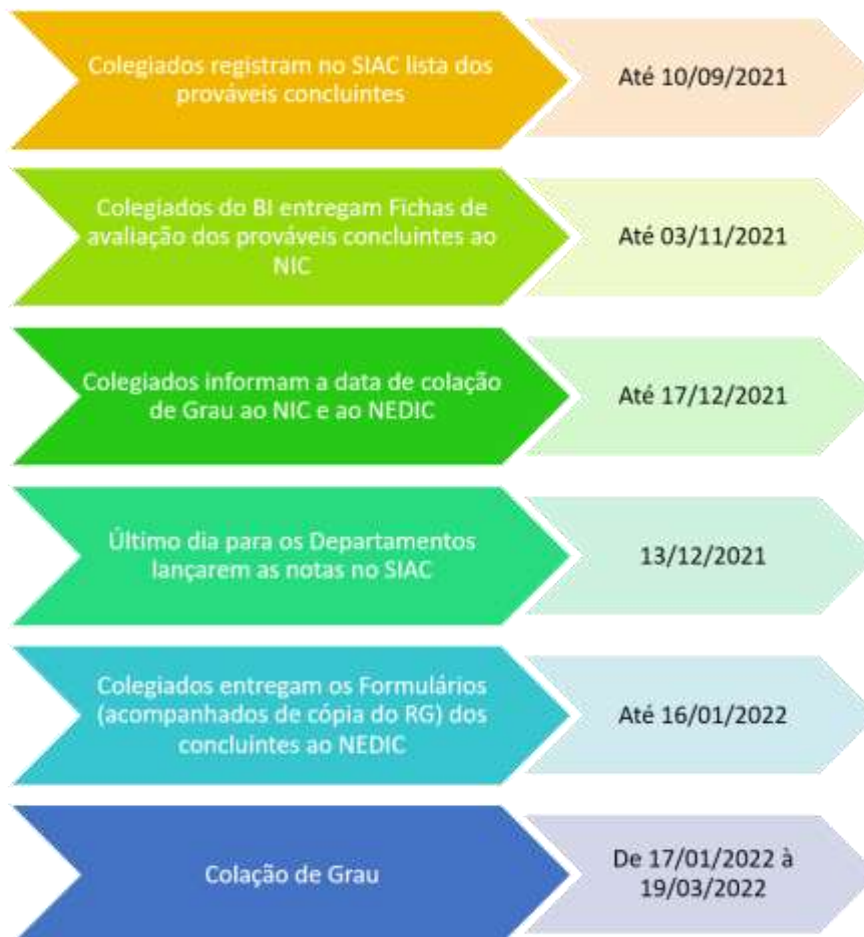 Colegiados registram no SIAC lista dos
prováveis concluintes
Até 10/09/2021
Colegiados do BI entregam Fichas de
avaliação dos prováveis concluintes ao
NIC
Até 03/11/2021
Colegiados informam a data de colação
de Grau ao NIC e ao NEDIC
Até 17/12/2021
Último dia para os Departamentos
lançarem as notas no SIAC
13/12/2021
Colegiados entregam os Formulários
(acompanhados de cópia do RG) dos
concluintes ao NEDIC
Até 16/01/2022
Colação de Grau
De 17/01/2022 à
19/03/2022